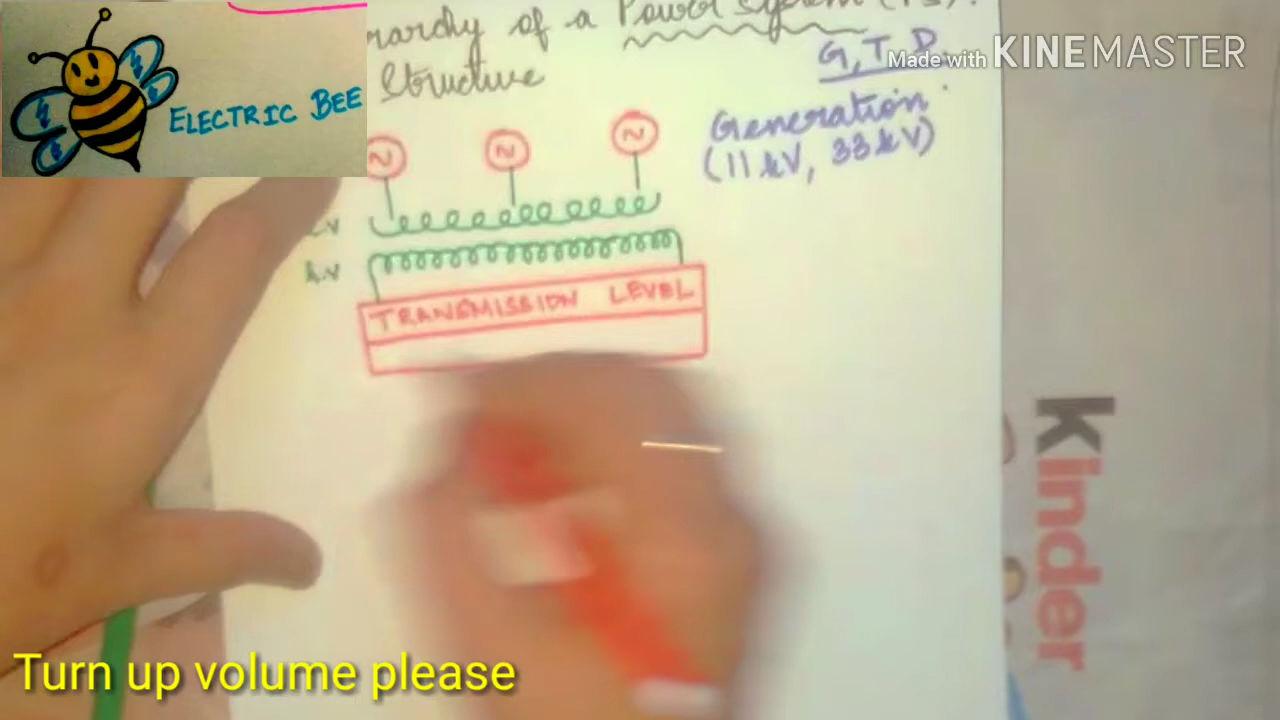 of a Power System (PS).
Structure
G, T, D.
Made with KINEMASTER
ELECTRIC BEE
Generation
(11 kV, 33 kV)
h.v
TRANSMISSION LEVEL
Kinder
Turn up volume please